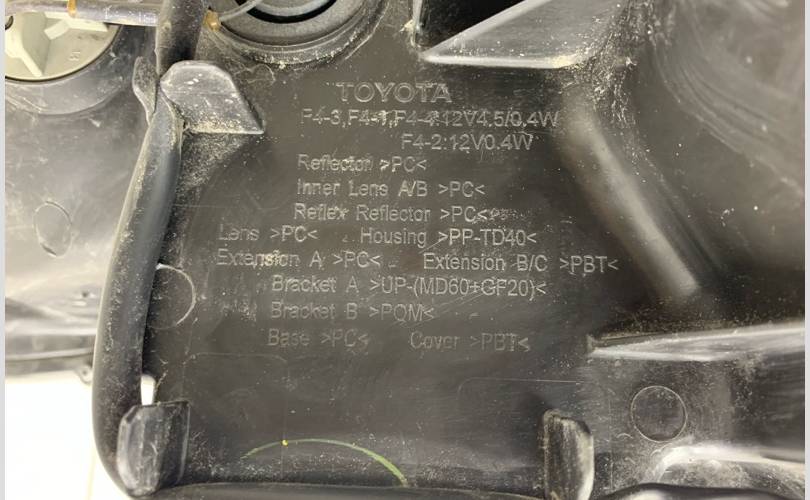 TOYOTA
F4-3,F4-1,F4-4:12V4.5/0.4W
F4-2:12V0.4W
Reflector >PC<
Inner Lens A/B >PC<
Reflex Reflector >PC<
Lens >PC< Housing >PP-TD40<
Extension A >PC< Extension B/C >PBT<
Bracket A >UP-(MD60+GF20)<
Bracket B >POM<
Base >PC< Cover >PBT<